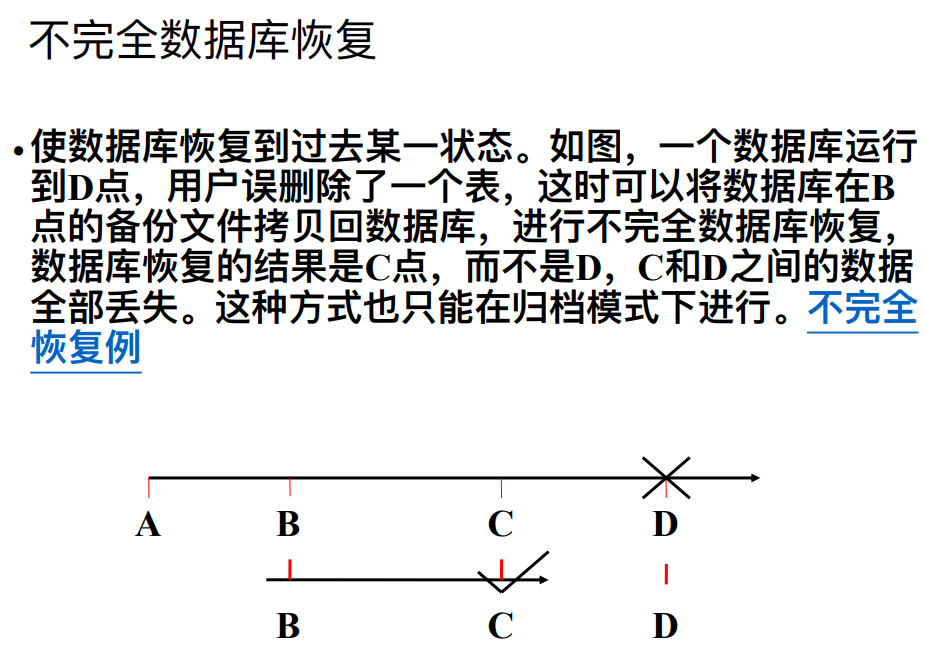 不完全数据库恢复
•使数据库恢复到过去某一状态。如图，一个数据库运行
到D点，用户误删除了一个表，这时可以将数据库在B
点的备份文件拷贝回数据库，进行不完全数据库恢复，
数据库恢复的结果是C点，而不是D，C和D之间的数据
全部丢失。这种方式也只能在归档模式下进行。不完全
恢复例
A B C D
B C D